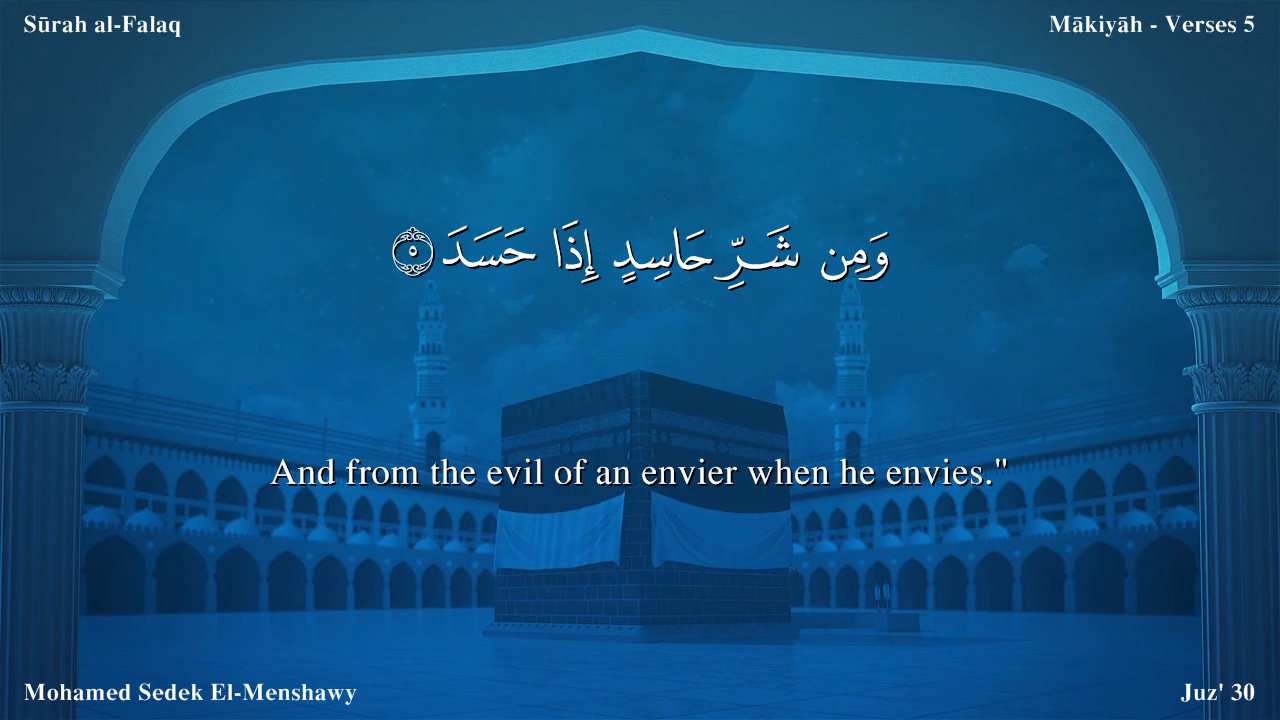 Sūrah al-Falaq
Mākiyāh - Verses 5
وَمِن شَرِّ حَاسِدٍ إِذَا حَسَدَ ٥
And from the evil of an envier when he envies."
Mohamed Sedek El-Menshawy
Juz' 30